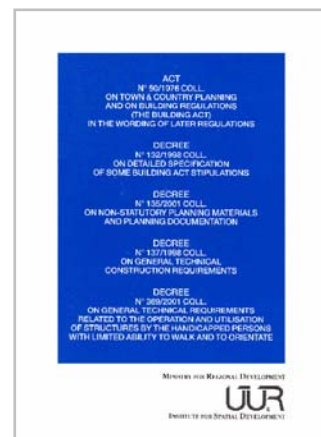 ACT
N° 50/1976 COLL.
ON TOWN & COUNTRY PLANNING
AND ON BUILDING REGULATIONS
(THE BUILDING ACT)
IN THE WORDING OF LATER REGULATIONS
DECREE
N° 132/1998 COLL.
ON DETAILED SPECIFICATION
OF SOME BUILDING ACT STIPULATIONS
DECREE
N° 135/2001 COLL.
ON NON-STATUTORY PLANNING MATERIALS
AND PLANNING DOCUMENTATION
DECREE
N° 137/1998 COLL.
ON GENERAL TECHNICAL
CONSTRUCTION REQUIREMENTS
DECREE
N° 369/2001 COLL.
ON GENERAL TECHNICAL REQUIREMENTS
RELATED TO THE OPERATION AND UTILISATION
OF STRUCTURES BY THE HANDICAPPED PERSONS
WITH LIMITED ABILITY TO WALK AND TO ORIENTATE
MINISTRY FOR REGIONAL DEVELOPMENT
ÚÚR
INSTITUTE FOR SPATIAL DEVELOPMENT